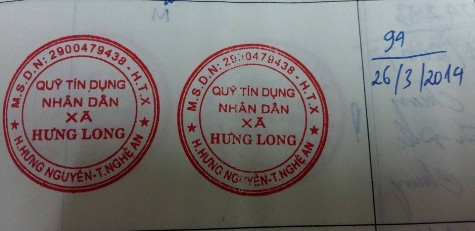 M.S.D.N: 2900479438 - H.T.X
QUỸ TÍN DỤNG
NHÂN DÂN
XÃ
HƯNG LONG
★ H.HƯNG NGUYÊN-T.NGHỆ AN ★
M.S.D.N: 2900479438 - H.T.X
QUỸ TÍN DỤNG
NHÂN DÂN
XÃ
HƯNG LONG
★ H.HƯNG NGUYÊN-T.NGHỆ AN ★
99
26/3/2014